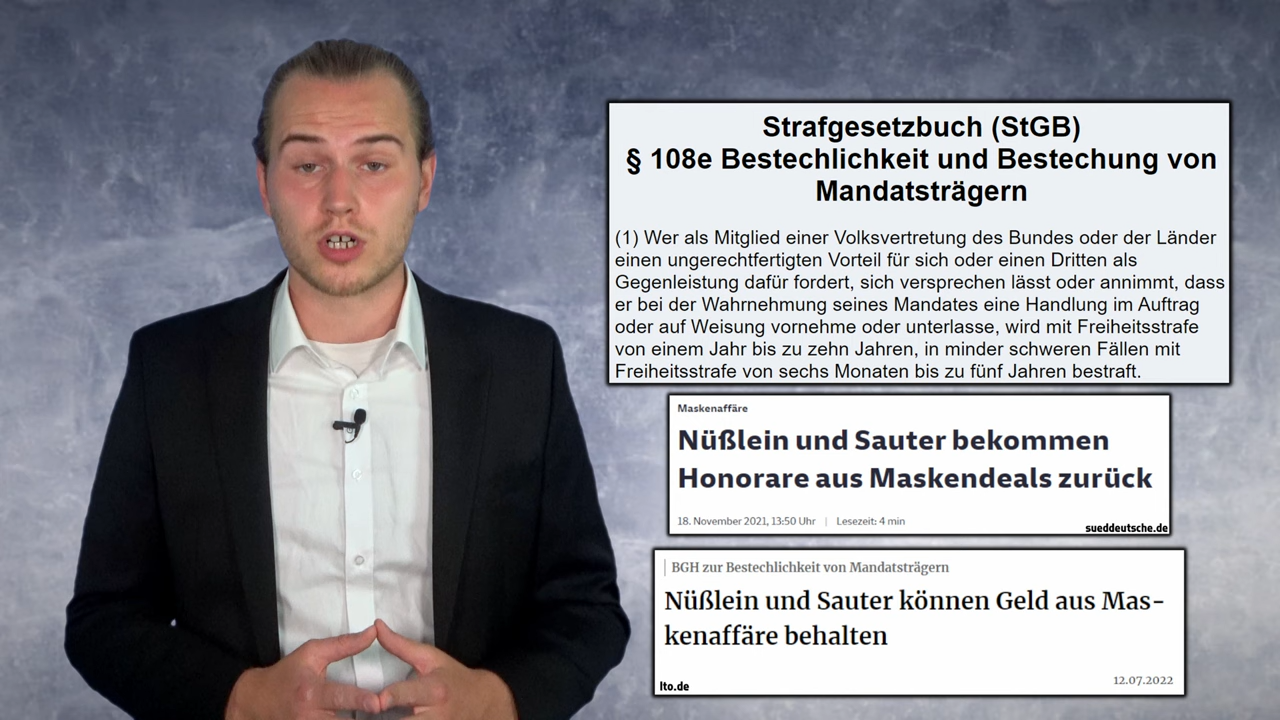 Strafgesetzbuch (StGB)
§ 108e Bestechlichkeit und Bestechung von
Mandatsträgern
(1) Wer als Mitglied einer Volksvertretung des Bundes oder der Länder
einen ungerechtfertigten Vorteil für sich oder einen Dritten als
Gegenleistung dafür fordert, sich versprechen lässt oder annimmt, dass
er bei der Wahrnehmung seines Mandates eine Handlung im Auftrag
oder auf Weisung vornehme oder unterlasse, wird mit Freiheitsstrafe
von einem Jahr bis zu zehn Jahren, in minder schweren Fällen mit
Freiheitsstrafe von sechs Monaten bis zu fünf Jahren bestraft.
Maskenaffäre
Nüßlein und Sauter bekommen
Honorare aus Maskendeals zurück
18. November 2021, 13:50 Uhr | Lesezeit: 4 min
sueddeutsche.de
BGH zur Bestechlichkeit von Mandatsträgern
Nüßlein und Sauter können Geld aus Mas-
kenaffäre behalten
12.07.2022
lto.de